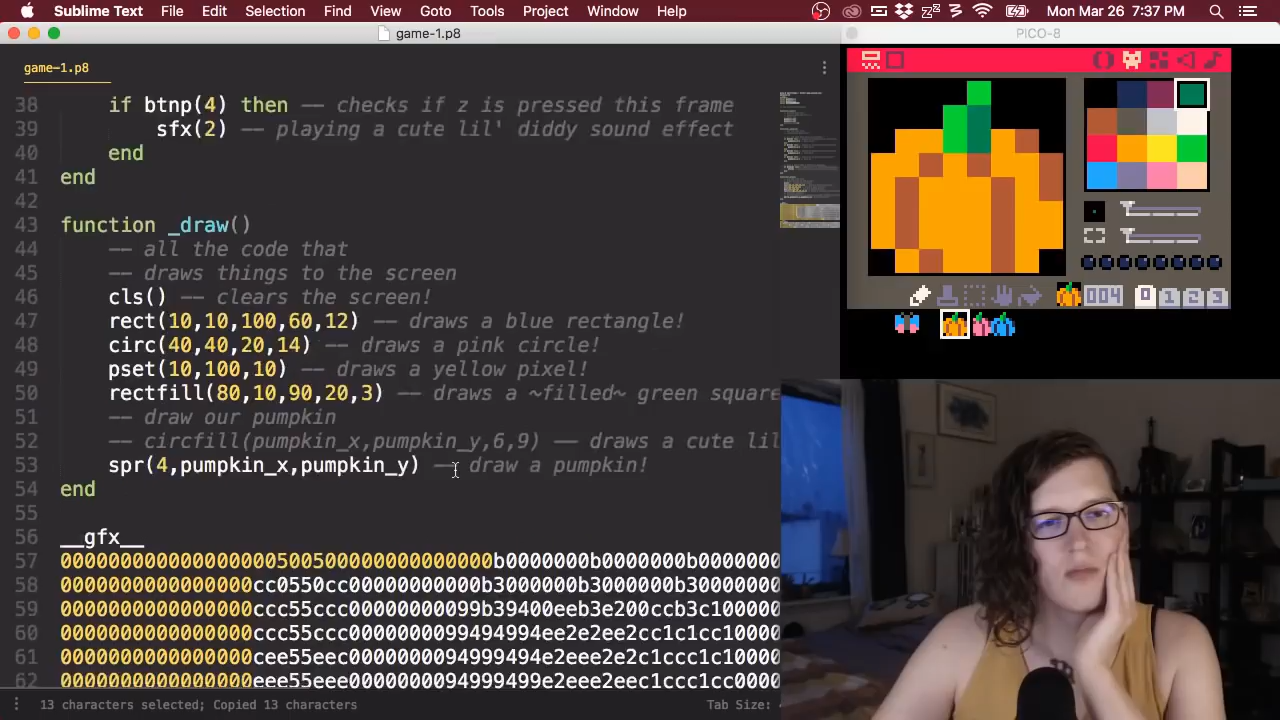 Sublime Text File Edit Selection Find View Goto Tools Project Window Help Mon Mar 26 7:37 PM
game-1.p8
PICO-8
game-1.p8
38 if btnp(4) then -- checks if z is pressed this frame
39 sfx(2) -- playing a cute lil' diddy sound effect
40 end
41 end
42
43 function _draw()
44 -- all the code that
45 -- draws things to the screen
46 cls() -- clears the screen!
47 rect(10,10,100,60,12) -- draws a blue rectangle!
48 circ(40,40,20,14) -- draws a pink circle!
49 pset(10,100,10) -- draws a yellow pixel!
50 rectfill(80,10,90,20,3) -- draws a ~filled~ green square
51 -- draw our pumpkin
52 -- circfill(pumpkin_x,pumpkin_y,6,9) -- draws a cute lil
53 spr(4,pumpkin_x,pumpkin_y) -- draw a pumpkin!
54 end
55
56 __gfx__
57 000000000000000000500500000000000000b0000000b0000000b0000000
58 0000000000000000cc0550cc00000000000b3000000b3000000b30000000
59 0000000000000000ccc55ccc00000000099b39400eeb3e200ccb3c100000
60 0000000000000000ccc55ccc0000000099494994ee2e2ee2cc1c1cc10000
61 0000000000000000cee55eec0000000094999494e2eee2e2c1ccc1c10000
62 0000000000000000eee55eee0000000094999499e2eee2eec1ccc1cc0000
004 0 1 2 3
13 characters selected; Copied 13 characters
Tab Size: